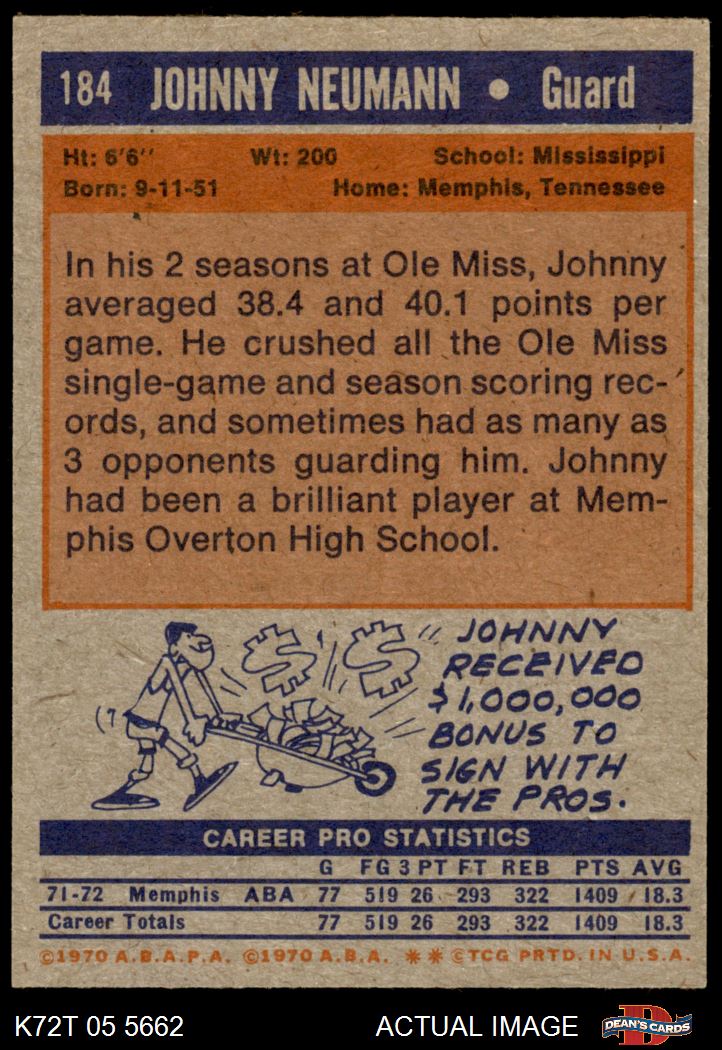 184 JOHNNY NEUMANN • Guard
Ht: 6'6'' Wt: 200 School: Mississippi
Born: 9-11-51 Home: Memphis, Tennessee
In his 2 seasons at Ole Miss, Johnny
averaged 38.4 and 40.1 points per
game. He crushed all the Ole Miss
single-game and season scoring rec-
ords, and sometimes had as many as
3 opponents guarding him. Johnny
had been a brilliant player at Mem-
phis Overton High School.
$ $
JOHNNY
RECEIVED
$1,000,000
BONUS TO
SIGN WITH
THE PROS.
CAREER PRO STATISTICS
G FG 3 PT FT REB PTS AVG
71-72 Memphis ABA 77 519 26 293 322 1409 18.3
Career Totals 77 519 26 293 322 1409 18.3
©1970 A.B.A.P.A. ©1970 A.B.A. ** ©TCG PRTD. IN U.S.A.
K72T 05 5662 ACTUAL IMAGE D DEAN'S CARDS